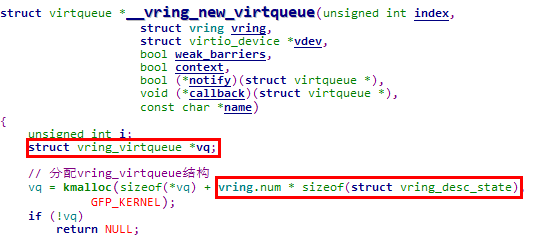 struct virtqueue *__vring_new_virtqueue(unsigned int index,
struct vring vring,
struct virtio_device *vdev,
bool weak_barriers,
bool context,
bool (*notify)(struct virtqueue *),
void (*callback)(struct virtqueue *),
const char *name)
{
unsigned int i;
struct vring_virtqueue *vq;
// 分配vring_virtqueue结构
vq = kmalloc(sizeof(*vq) + vring.num * sizeof(struct vring_desc_state),
GFP_KERNEL);
if (!vq)
return NULL;